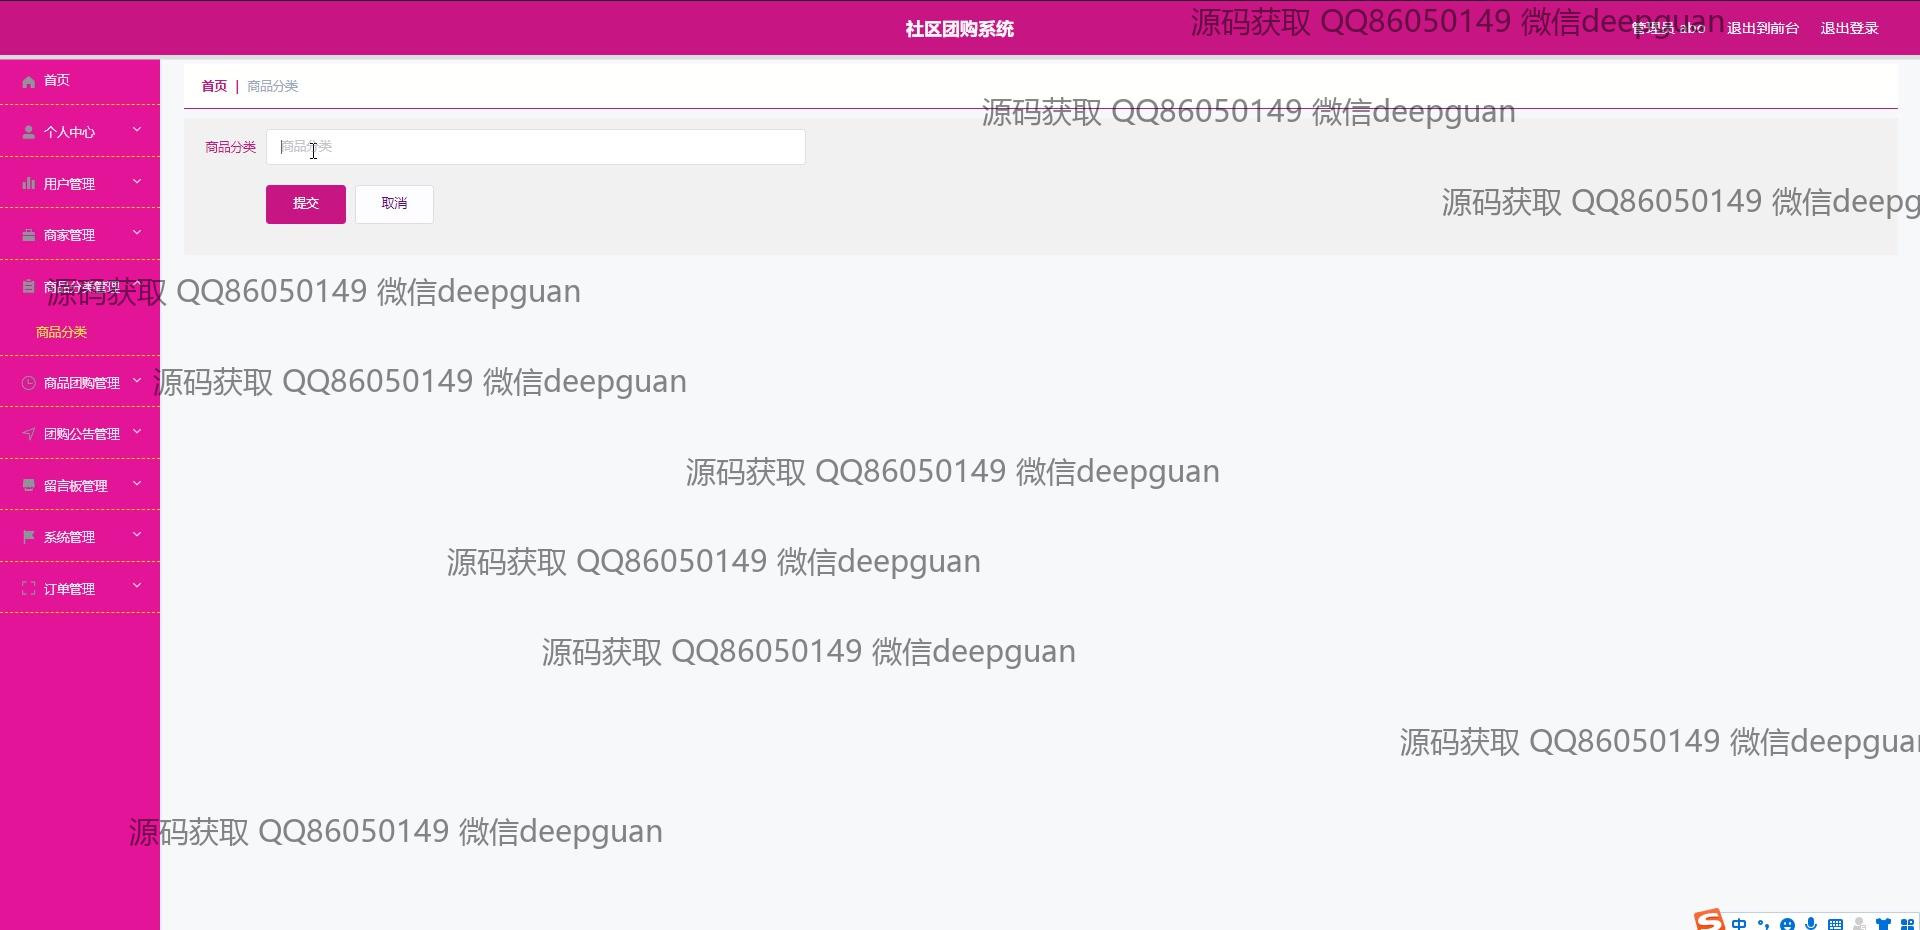 社区团购系统
源码获取 QQ86050149 微信deepguan
管理员 abo
退出到前台
退出登录
首页
个人中心
用户管理
商家管理
商品分类管理
商品分类
商品团购管理
团购公告管理
留言板管理
系统管理
订单管理
首页 | 商品分类
源码获取 QQ86050149 微信deepguan
商品分类
商品分类
提交
取消
源码获取 QQ86050149 微信deepg
源码获取 QQ86050149 微信deepguan
源码获取 QQ86050149 微信deepguan
源码获取 QQ86050149 微信deepguan
源码获取 QQ86050149 微信deepguan
源码获取 QQ86050149 微信deepguan
源码获取 QQ86050149 微信deepguan
源码获取 QQ86050149 微信deepguan
中